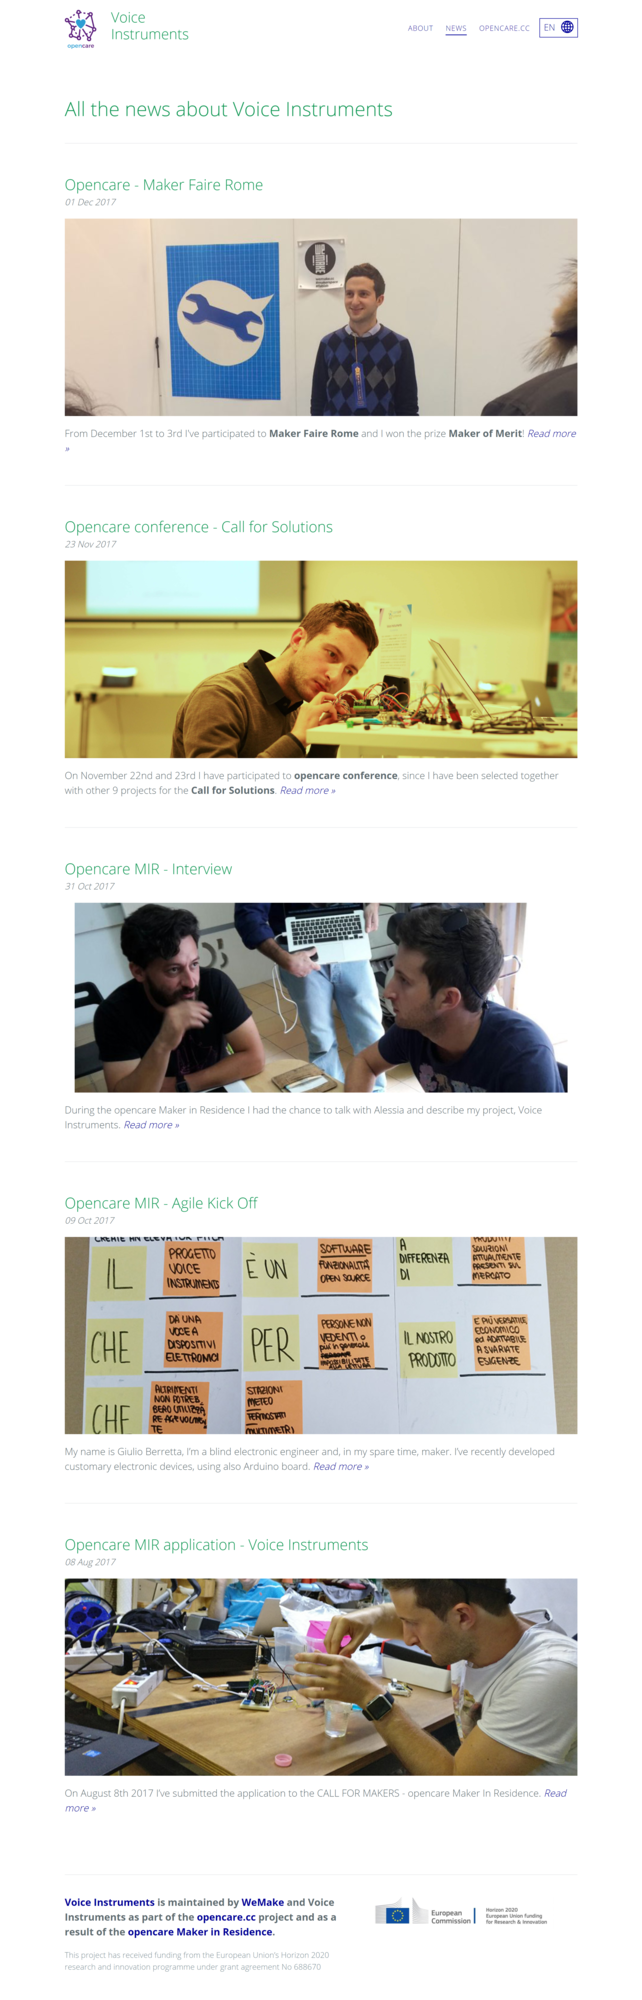 Voice
Instruments
opencare
ABOUT
NEWS
OPENCARE.CC
EN
All the news about Voice Instruments
Opencare - Maker Faire Rome
01 Dec 2017
From December 1st to 3rd I've participated to Maker Faire Rome and I won the prize Maker of Merit! Read more
»
Opencare conference - Call for Solutions
23 Nov 2017
On November 22nd and 23rd I have participated to opencare conference, since I have been selected together
with other 9 projects for the Call for Solutions. Read more »
Opencare MIR - Interview
31 Oct 2017
During the opencare Maker in Residence I had the chance to talk with Alessia and describe my project, Voice
Instruments. Read more »
Opencare MIR - Agile Kick Off
09 Oct 2017
CREATE AN ELEVATOR PITCH
IL
PROGETTO
VOICE
INSTRUMENTS
È UN
SOFTWARE
FUNZIONALITÀ
OPEN SOURCE
A
DIFFERENZA
DI
PRODOTTI/
SOLUZIONI
ATTUALMENTE
PRESENTI SUL
MERCATO
CHE
DA UNA
VOCE A
DISPOSITIVI
ELETTRONICI
PER
PERSONE NON
VEDENTI o
più in generale
IL NOSTRO
PRODOTTO
È PIÙ VERSATILE
ECONOMICO
ed ADATTABILE
A SVARIATE
ESIGENZE
CHE
ALTRIMENTI
NON POTREB
BERO UTILIZZA
RE AGEVOLMEN
TE
STAZIONI
METEO
TERMOSTATI
MULTIMETRI
My name is Giulio Berretta, I'm a blind electronic engineer and, in my spare time, maker. I've recently developed
customary electronic devices, using also Arduino board. Read more »
Opencare MIR application - Voice Instruments
08 Aug 2017
On August 8th 2017 I've submitted the application to the CALL FOR MAKERS - opencare Maker In Residence. Read
more »
Voice Instruments is maintained by WeMake and Voice
Instruments as part of the opencare.cc project and as a
result of the opencare Maker in Residence.
This project has received funding from the European Union's Horizon 2020
research and innovation programme under grant agreement No 688670
European
Commission
Horizon 2020
European Union funding
for Research & Innovation